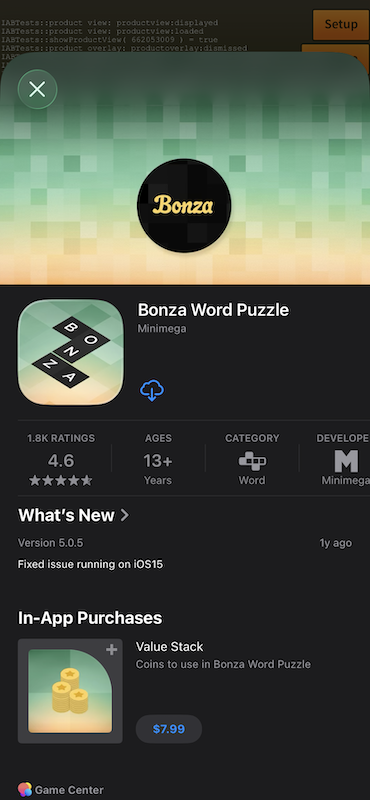 IABTests::product view: productview:displayed
IABTests::product view: productview:loaded
IABTests::showProductView( 662053009 ) = true
IABTests::product overlay: productoverlay:dismissed
Setup
Bonza
BONZA
Bonza Word Puzzle
Minimega
1.8K RATINGS
4.6
AGES
13+
Years
CATEGORY
Word
DEVELOPE
M
Minimega
What's New
Version 5.0.5
1y ago
Fixed issue running on iOS15
In-App Purchases
Value Stack
Coins to use in Bonza Word Puzzle
$7.99
Game Center